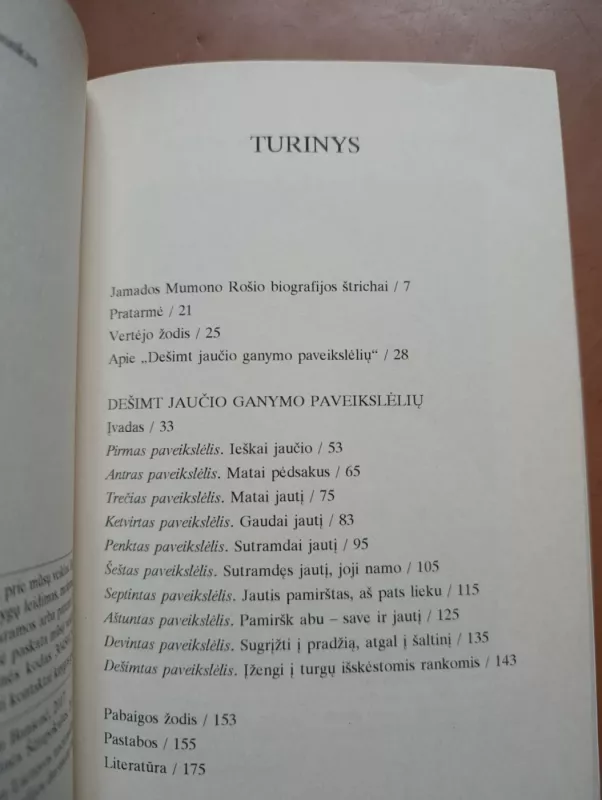 TURINYS
Jamados Mumono Rošio biografijos štrichai / 7
Pratarmė / 21
Vertėjo žodis / 25
Apie „Dešimt jaučio ganymo paveikslėlių“ / 28
DEŠIMT JAUČIO GANYMO PAVEIKSLĖLIŲ
Įvadas / 33
Pirmas paveikslėlis. Ieškai jaučio / 53
Antras paveikslėlis. Matai pėdsakus / 65
Trečias paveikslėlis. Matai jautį / 75
Ketvirtas paveikslėlis. Gaudai jautį / 83
Penktas paveikslėlis. Sutramdai jautį / 95
Šeštas paveikslėlis. Sutramdęs jautį, joji namo / 105
Septintas paveikslėlis. Jautis pamirštas, aš pats lieku / 115
Aštuntas paveikslėlis. Pamiršk abu – save ir jautį / 125
Devintas paveikslėlis. Sugrįžti į pradžią, atgal į šaltinį / 135
Dešimtas paveikslėlis. Įžengi į turgų išskėstomis rankomis / 143
Pabaigos žodis / 153
Pastabos / 155
Literatūra / 175